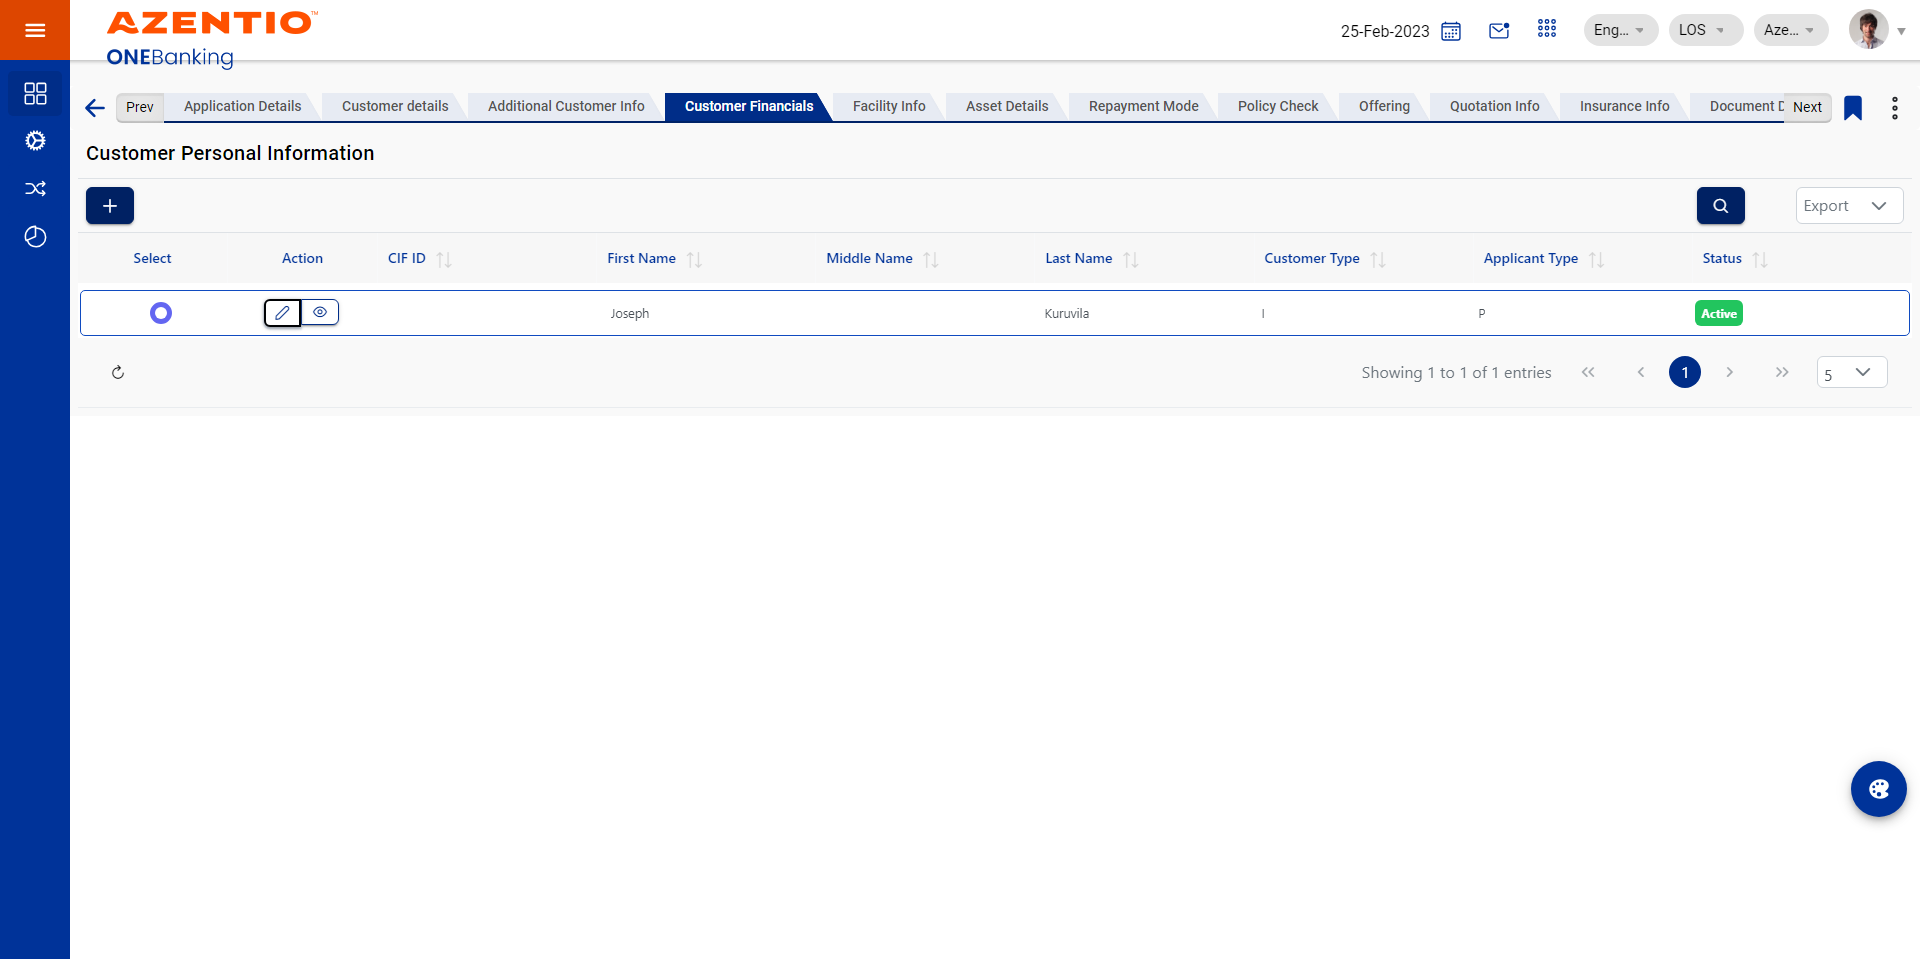 AZENTIO™
ONEBanking
25-Feb-2023
Eng...
LOS
Aze...
Prev
Application Details
Customer details
Additional Customer Info
Customer Financials
Facility Info
Asset Details
Repayment Mode
Policy Check
Offering
Quotation Info
Insurance Info
Document D
Next
Customer Personal Information
+
Export
Select
Action
CIF ID
First Name
Middle Name
Last Name
Customer Type
Applicant Type
Status
Joseph
Kuruvila
I
P
Active
Showing 1 to 1 of 1 entries
1
5